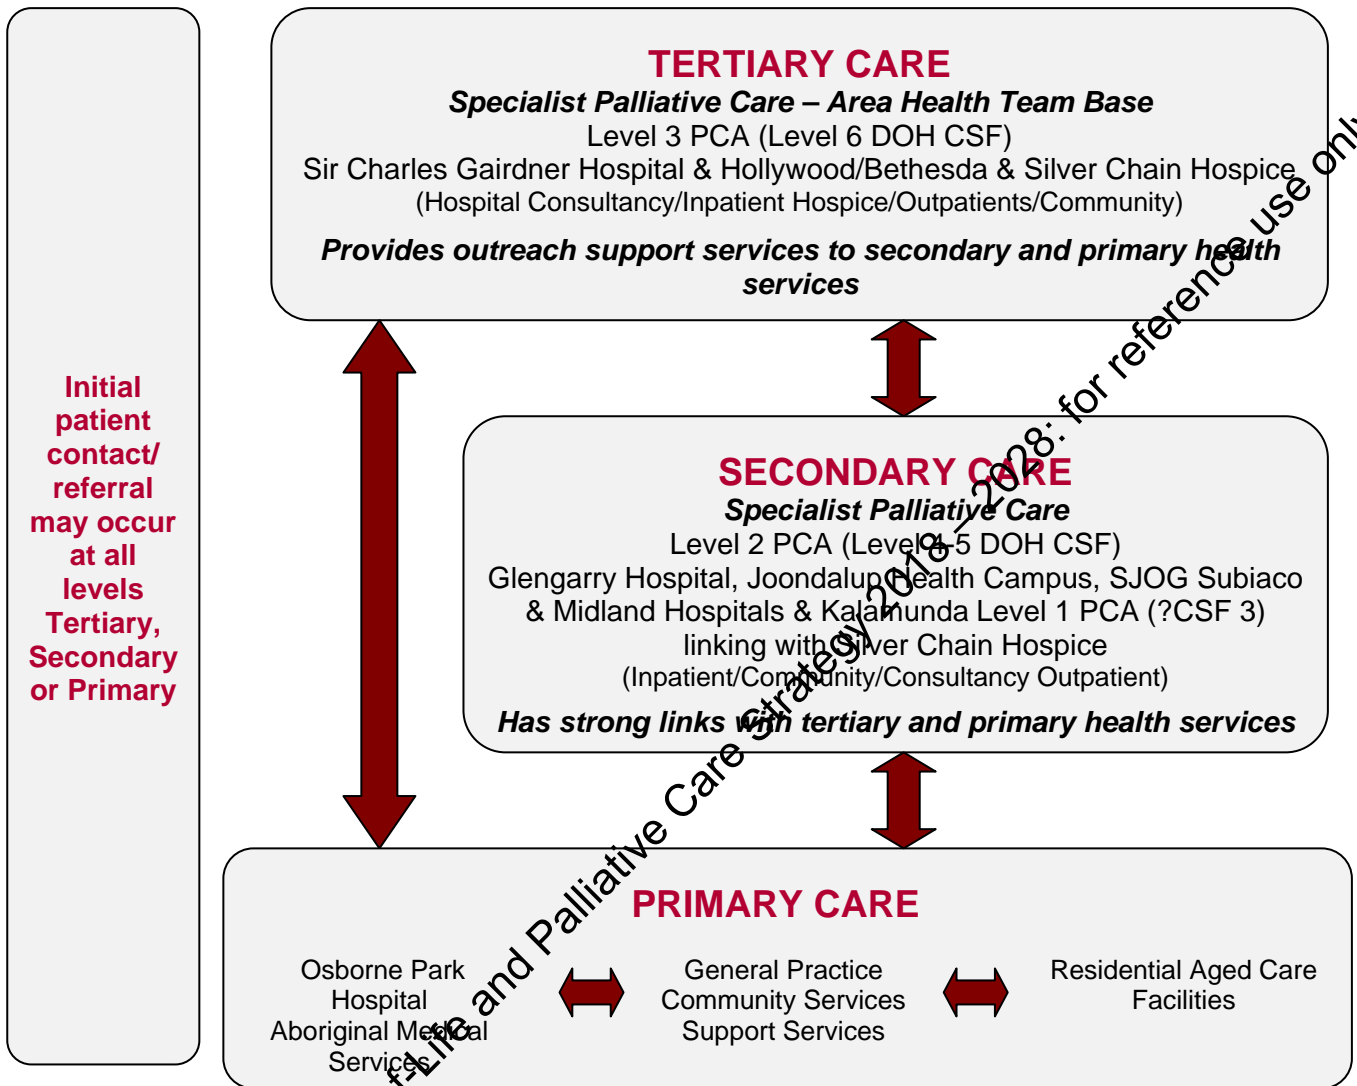 Initial
patient
contact/
referral
may occur
at all
levels
Tertiary,
Secondary
or Primary
TERTIARY CARE
Specialist Palliative Care – Area Health Team Base
Level 3 PCA (Level 6 DOH CSF)
Sir Charles Gairdner Hospital & Hollywood/Bethesda & Silver Chain Hospice
(Hospital Consultancy/Inpatient Hospice/Outpatients/Community)
Provides outreach support services to secondary and primary health
services
SECONDARY CARE
Specialist Palliative Care
Level 2 PCA (Level 4-5 DOH CSF)
Glengarry Hospital, Joondalup Health Campus, SJOG Subiaco
& Midland Hospitals & Kalamunda Level 1 PCA (?CSF 3)
linking with Silver Chain Hospice
(Inpatient/Community/Consultancy Outpatient)
Has strong links with tertiary and primary health services
PRIMARY CARE
Osborne Park
Hospital
Aboriginal Medical
Services
General Practice
Community Services
Support Services
Residential Aged Care
Facilities
f-Life and Palliative Care Strategy 2018 – 2028: for reference use onl